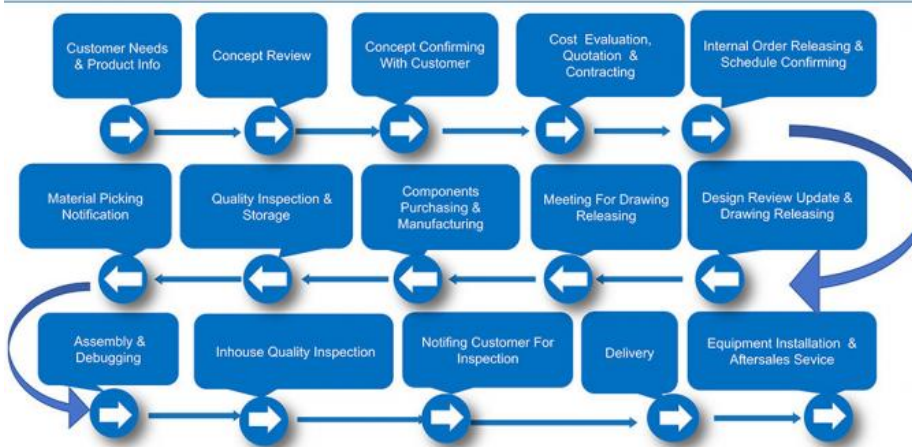 Customer Needs
& Product Info
Concept Review
Concept Confirming
With Customer
Cost Evaluation,
Quotation &
Contracting
Internal Order Releasing &
Schedule Confirming
Material Picking
Notification
Quality Inspection &
Storage
Components
Purchasing &
Manufacturing
Meeting For Drawing
Releasing
Design Review Update &
Drawing Releasing
Assembly &
Debugging
Inhouse Quality Inspection
Notifing Customer For
Inspection
Delivery
Equipment Installation &
Aftersales Sevice